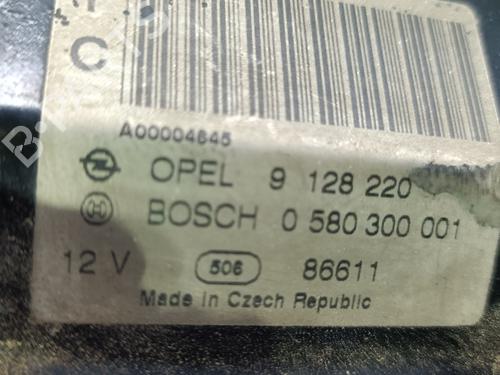 C
A00004645
OPEL 9 128 220
BOSCH 0 580 300 001
12 V 506 86611
Made in Czech Republic